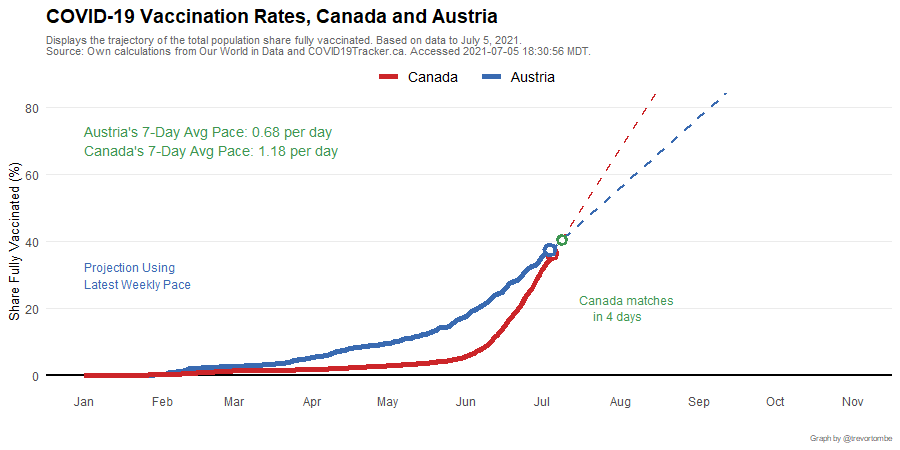 COVID-19 Vaccination Rates, Canada and Austria
Displays the trajectory of the total population share fully vaccinated. Based on data to July 5, 2021.
Source: Own calculations from Our World in Data and COVID19Tracker.ca. Accessed 2021-07-05 18:30:56 MDT.
Canada Austria
80
Austria's 7-Day Avg Pace: 0.68 per day
Canada's 7-Day Avg Pace: 1.18 per day
60
Share Fully Vaccinated (%)
40
Projection Using
Latest Weekly Pace
Canada matches
in 4 days
20
0
Jan Feb Mar Apr May Jun Jul Aug Sep Oct Nov
Graph by @trevortombe